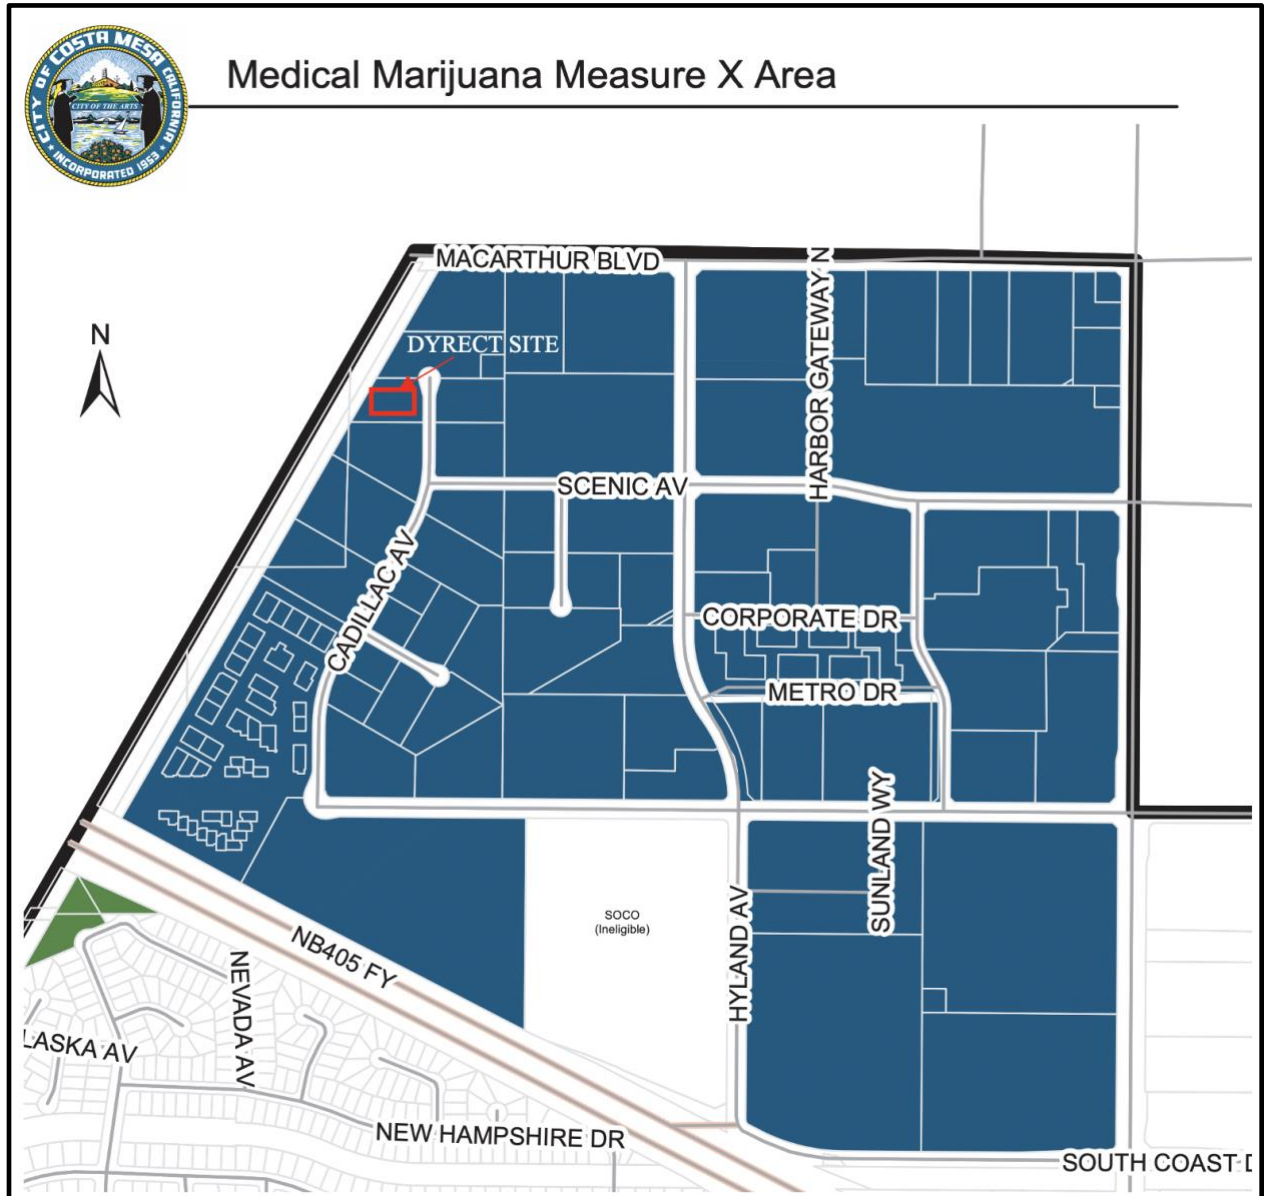 CITY OF COSTA MESA CALIFORNIA
CITY OF THE ARTS
INCORPORATED 1953
Medical Marijuana Measure X Area
MACARTHUR BLVD
N
DYRECT SITE
HARBOR GATEWAY N
SCENIC AV
CADILLAC AV
CORPORATE DR
METRO DR
SUNLAND WY
SOCO
(Ineligible)
HYLAND AV
NB405 FY
NEVADA AV
LASKA AV
NEW HAMPSHIRE DR
SOUTH COAST D